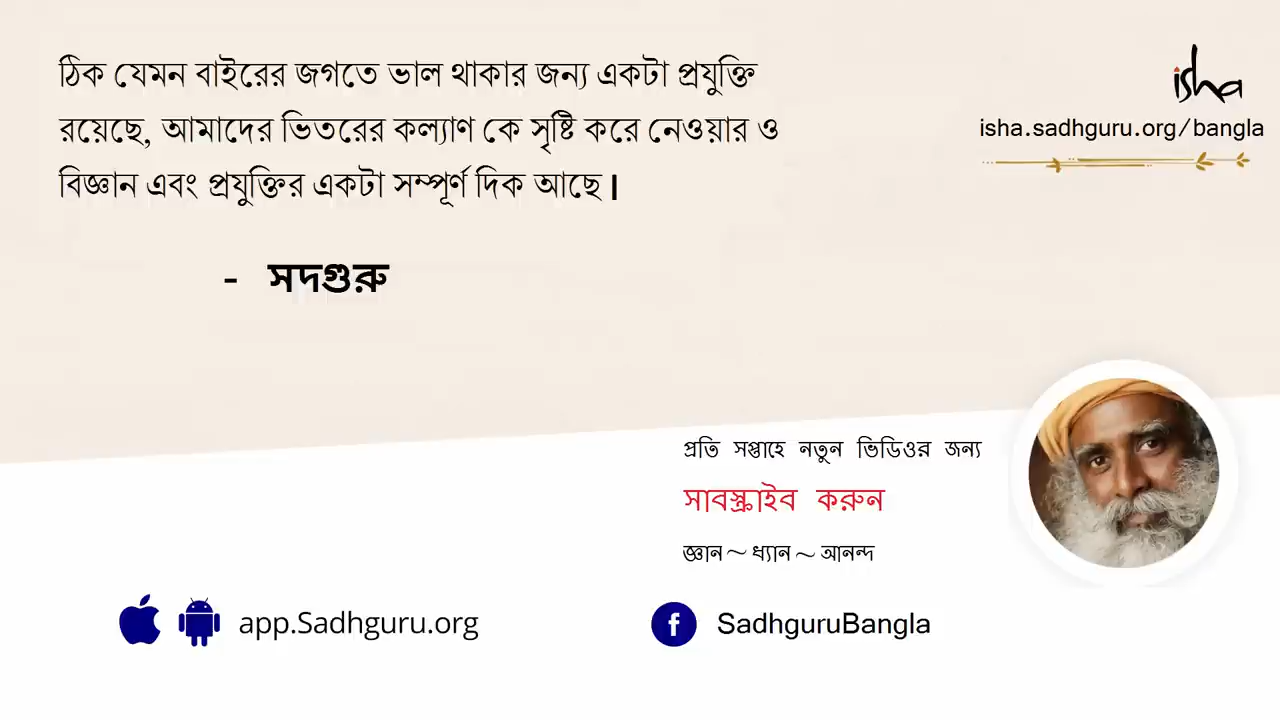 ঠিক যেমন বাইরের জগতে ভাল থাকার জন্য একটা প্রযুক্তি
রয়েছে, আমাদের ভিতরের কল্যাণ কে সৃষ্টি করে নেওয়ার ও
বিজ্ঞান এবং প্রযুক্তির একটা সম্পূর্ণ দিক আছে।
- সদগুরু
isha
isha.sadhguru.org/bangla
প্রতি সপ্তাহে নতুন ভিডিওর জন্য
সাবস্ক্রাইব করুন
জ্ঞান ~ ধ্যান ~ আনন্দ
app.Sadhguru.org
f SadhguruBangla